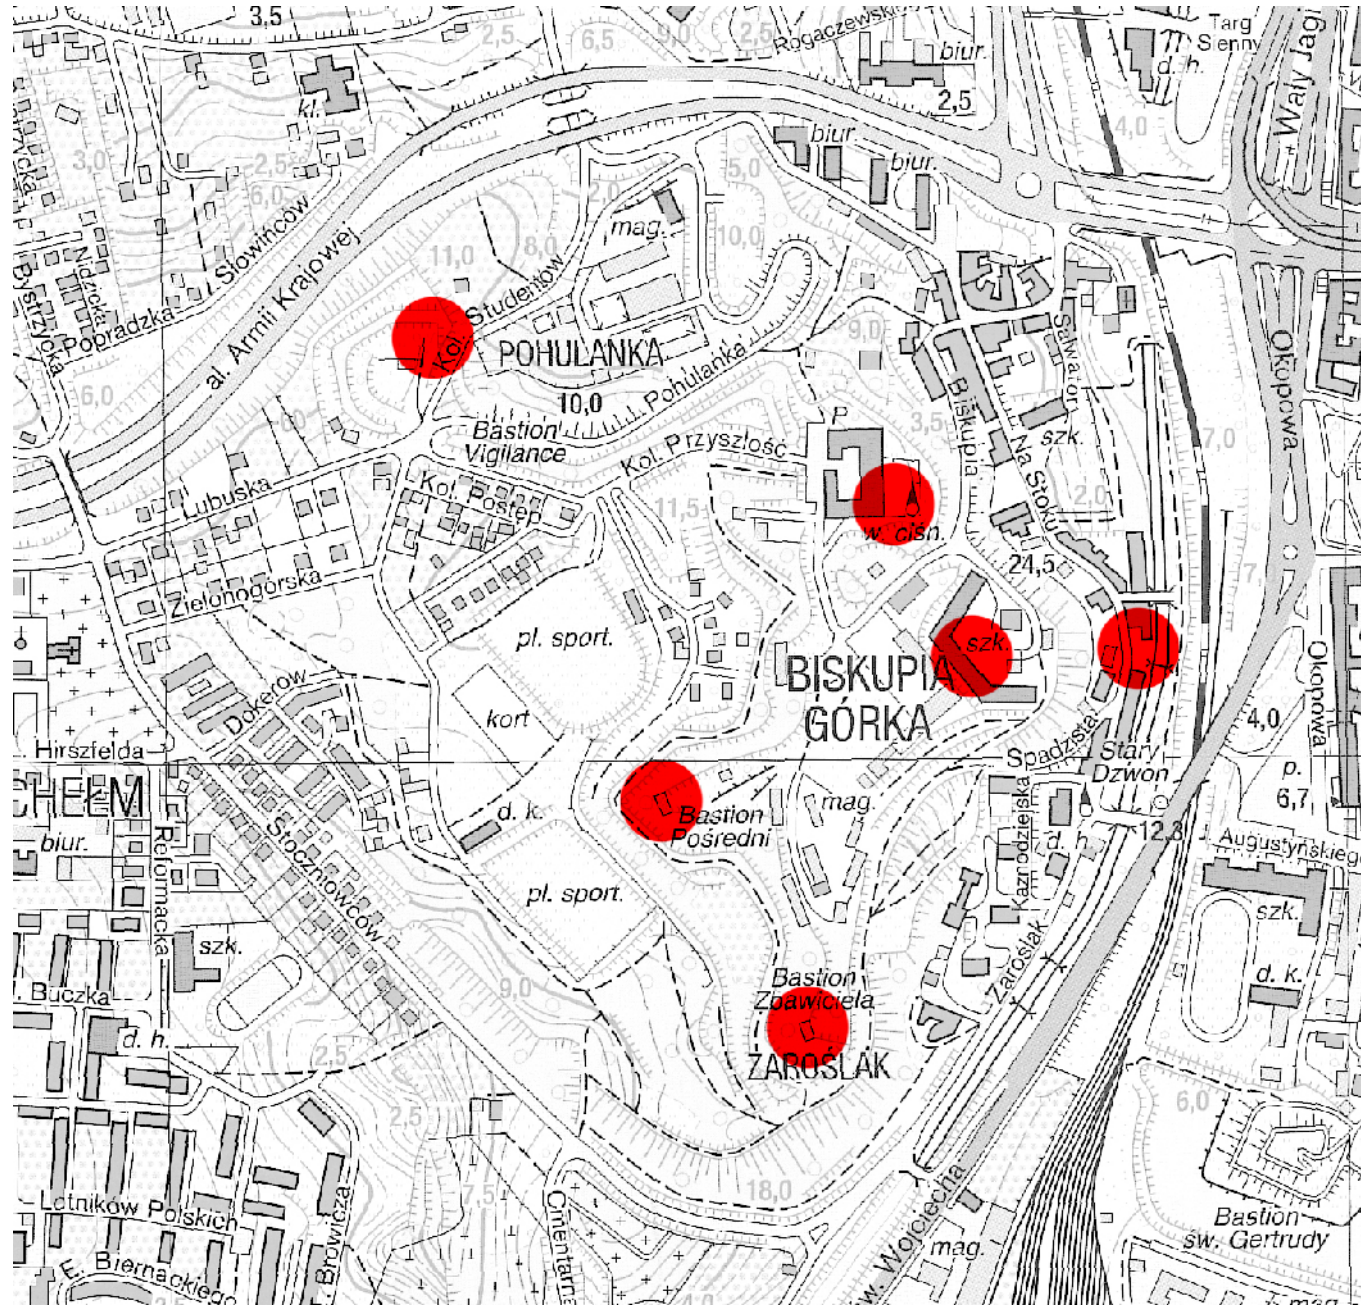 3,5
2,5
6,5
9,0
2,5
Rogaczewskiego
biur.
Targ
Sienny
d. h.
Wały Jag
kl.
2,5
4,0
3,0
2,5
6,0
Słowińców
al. Armii Krajowej
2,0
5,0
biur.
biur.
mag.
10,0
11,0
8,0
Nidzicka
Bystrzycka
Popradzka
Kol. Studentów
POHULANKA
9,0
Salwator
Okopowa
6,0
10,0
Pohulanka
Biskupia
P
3,5
szk.
7,0
Bastion
Vigilance
Kol. Przyszłość
Na Stoku
Lubuska
Kol. Postęp
11,5
2,0
w. ciśn.
24,5
Zielonogórska
pl. sport.
szk.
BISKUPIA
GÓRKA
Okopowa
Dokerów
kort
4,0
Hirszfelda
Spadzista
Stary
Dzwon
p.
6,7
CHEŁM
d. k.
Bastion
Pośredni
mag.
Kaznodziejska
d. h.
12,3
Augustyńskiego
biur.
Reformacka
Stoczniowców
pl. sport.
szk.
szk.
Zaroślak
d. k.
Buczka
9,0
Bastion
Zbawiciela
d. h.
2,5
ZAROŚLAK
2,5
6,0
7,5
18,0
Lotników Polskich
Browicza
Cmentarna
w. Wojciecha
mag.
Bastion
św. Gertrudy
E. Biernackiego
4,0
mag.